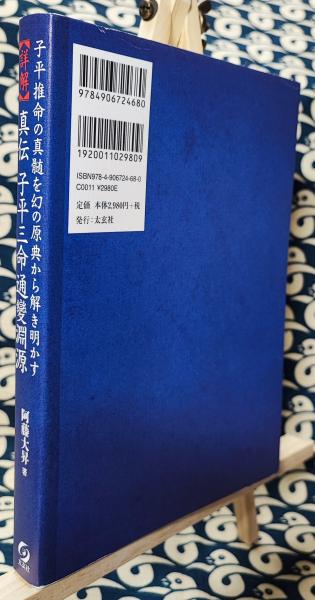 子平推命の真髄を幻の原典から解き明かす
【詳解】真伝 子平三命通變淵源
阿藤大昇 著
太玄社
9784906724680
1920011029809
ISBN978-4-906724-68-0
C0011 ¥2980E
定価 本体2,980円+税
発行:太玄社